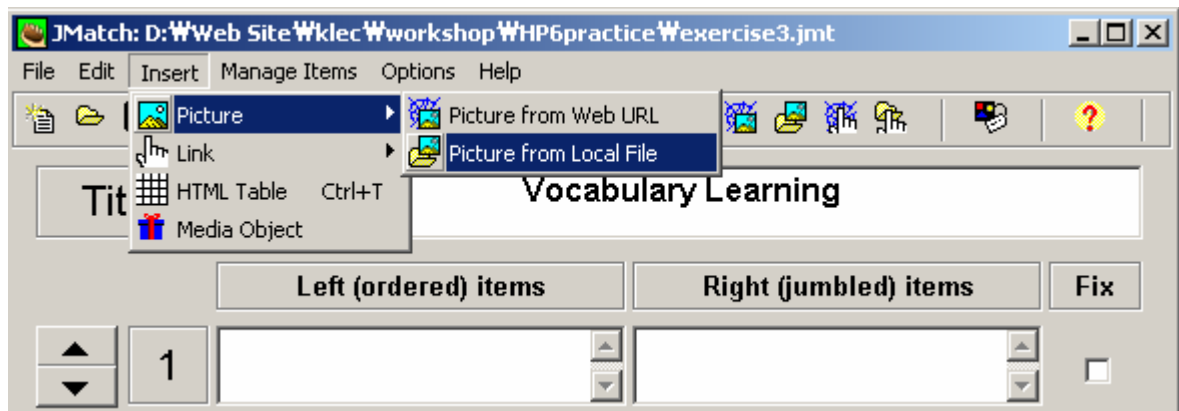 JMatch: D:₩Web Site₩klec₩workshop₩HP6practice₩exercise3.jmt
File Edit Insert Manage Items Options Help
Picture
Picture from Web URL
?
Link
Picture from Local File
HTML Table Ctrl+T
Tit
Vocabulary Learning
Media Object
Left (ordered) items Right (jumbled) items Fix
1